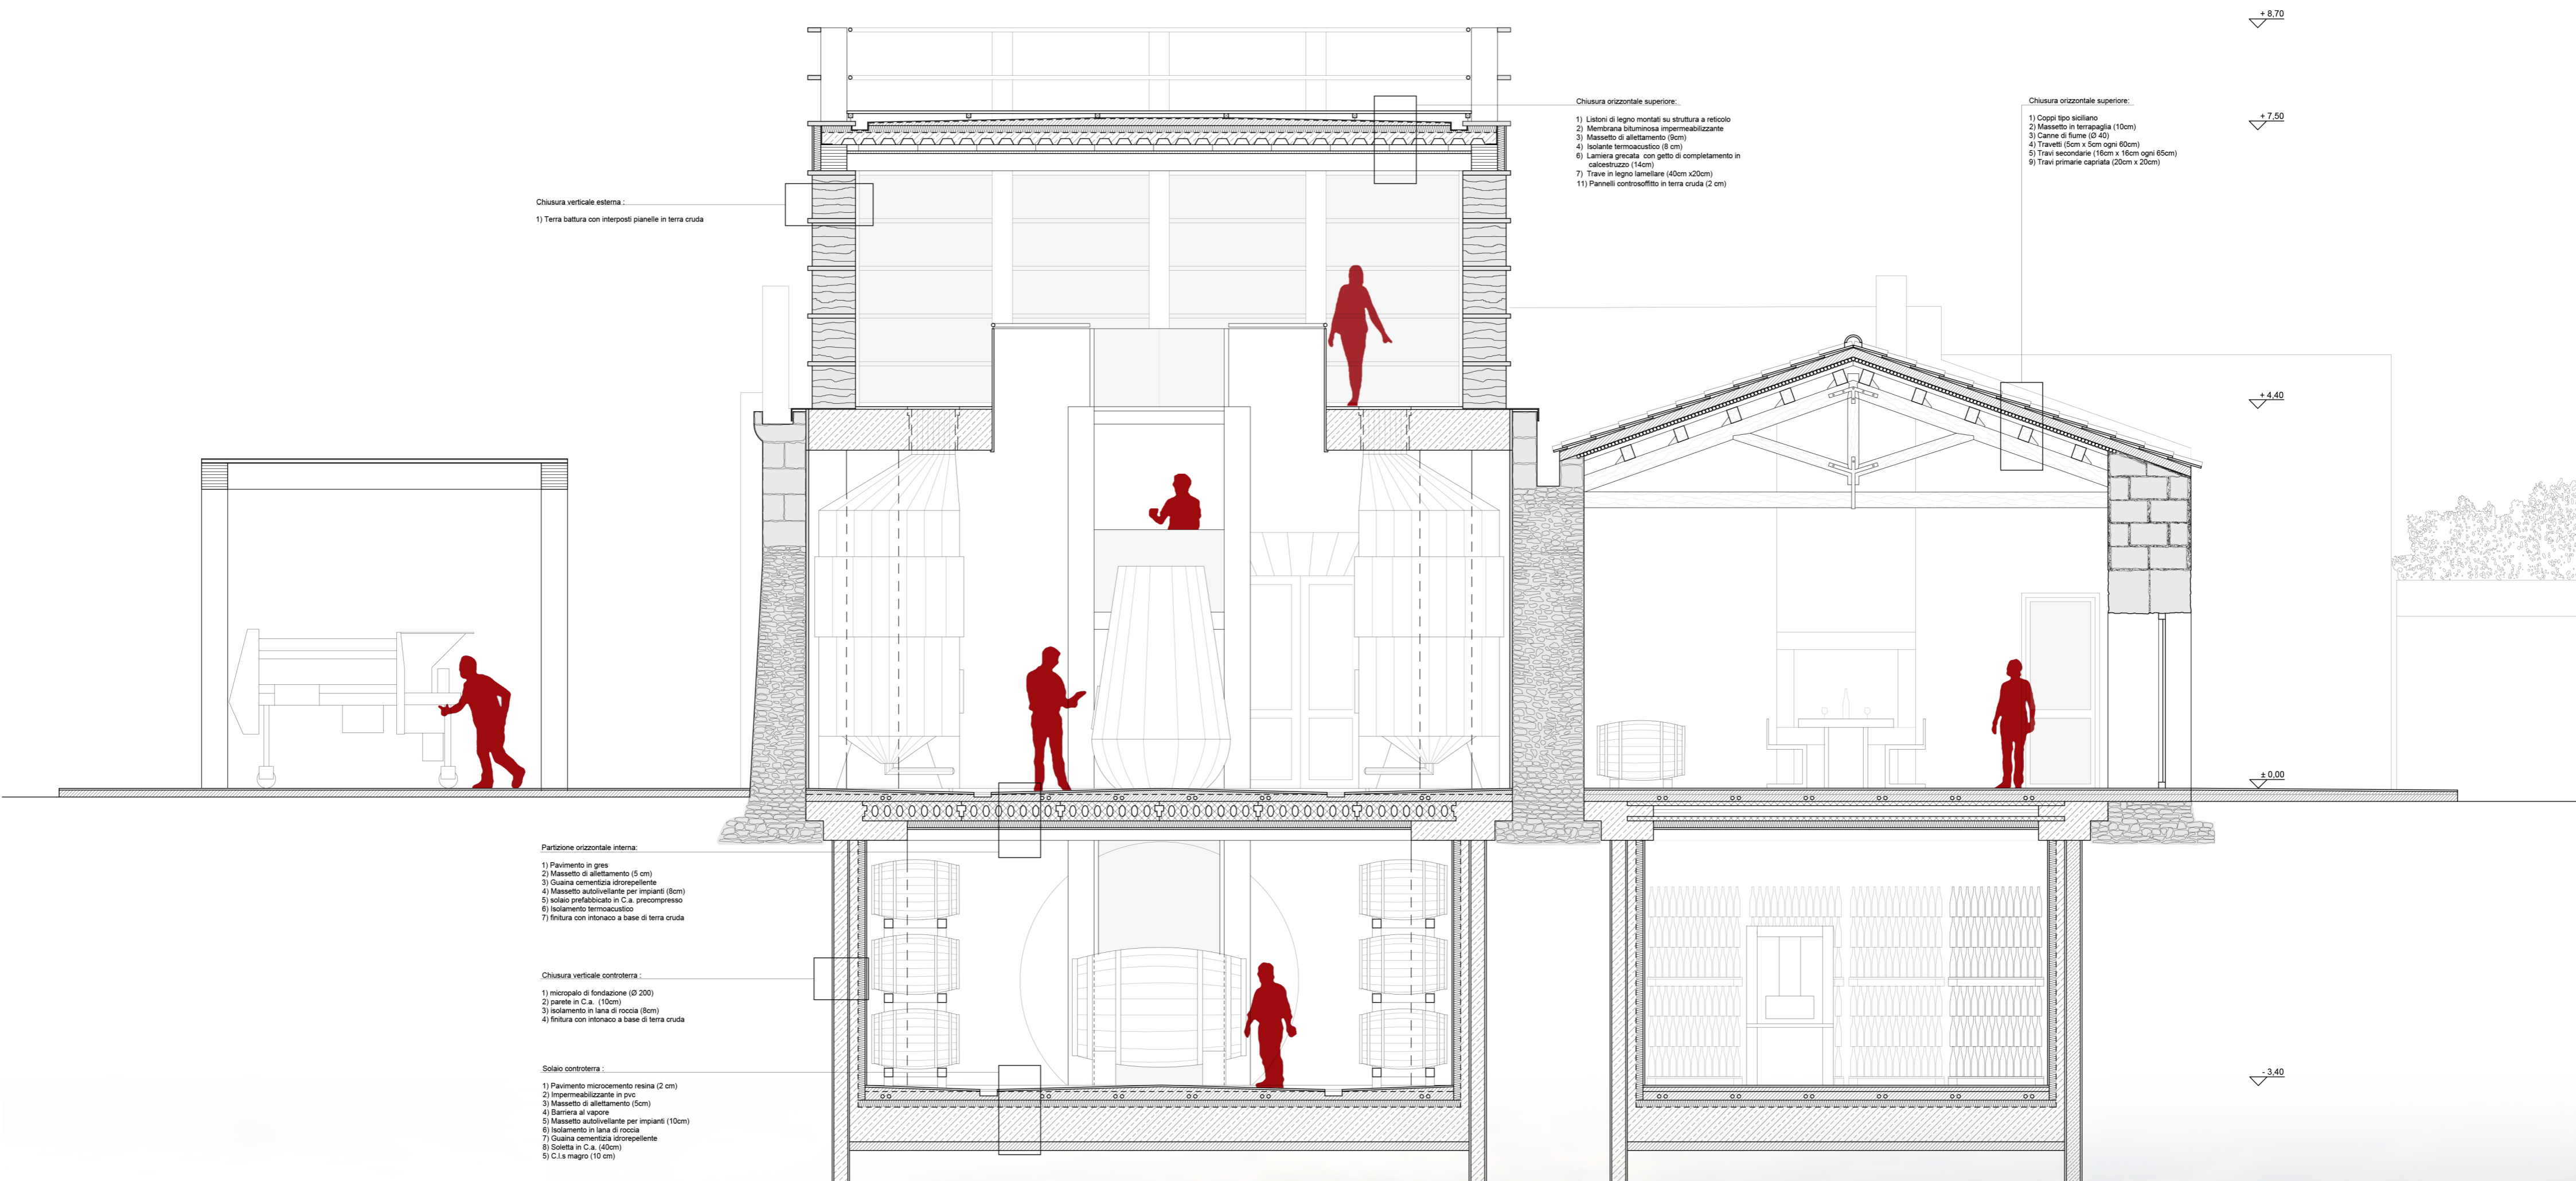 Chiusura verticale esterna :
1) Terra battura con interposti pianelle in terra cruda
Partizione orizzontale interna:
1) Pavimento in gres
2) Massetto di allettamento (5 cm)
3) Guaina cementizia idrorepellente
4) Massetto autolivellante per impianti (8cm)
5) solaio prefabbicato in C.a. precompresso
6) Isolamento termoacustico
7) finitura con intonaco a base di terra cruda
Chiusura verticale controterra :
1) micropalo di fondazione (Ø 200)
2) parete in C.a. (10cm)
3) isolamento in lana di roccia (8cm)
4) finitura con intonaco a base di terra cruda
Solaio controterra :
1) Pavimento microcemento resina (2 cm)
2) Impermeabilizzante in pvc
3) Massetto di allettamento (5cm)
4) Barriera al vapore
5) Massetto autolivellante per impianti (10cm)
6) Isolamento in lana di roccia
7) Guaina cementizia idrorepellente
8) Soletta in C.a. (40cm)
5) C.l.s magro (10 cm)
Chiusura orizzontale superiore:
1) Listoni di legno montati su struttura a reticolo
2) Membrana bituminosa impermeabilizzante
3) Massetto di allettamento (9cm)
4) Isolante termoacustico (8 cm)
6) Lamiera grecata con getto di completamento in
calcestruzzo (14cm)
7) Trave in legno lamellare (40cm x20cm)
11) Pannelli controsoffitto in terra cruda (2 cm)
Chiusura orizzontale superiore:
1) Coppi tipo siciliano
2) Massetto in terrapaglia (10cm)
3) Canne di fiume (Ø 40)
4) Travetti (5cm x 5cm ogni 60cm)
5) Travi secondarie (16cm x 16cm ogni 65cm)
9) Travi primarie capriata (20cm x 20cm)
+ 8,70
+ 7,50
+ 4,40
± 0,00
- 3,40